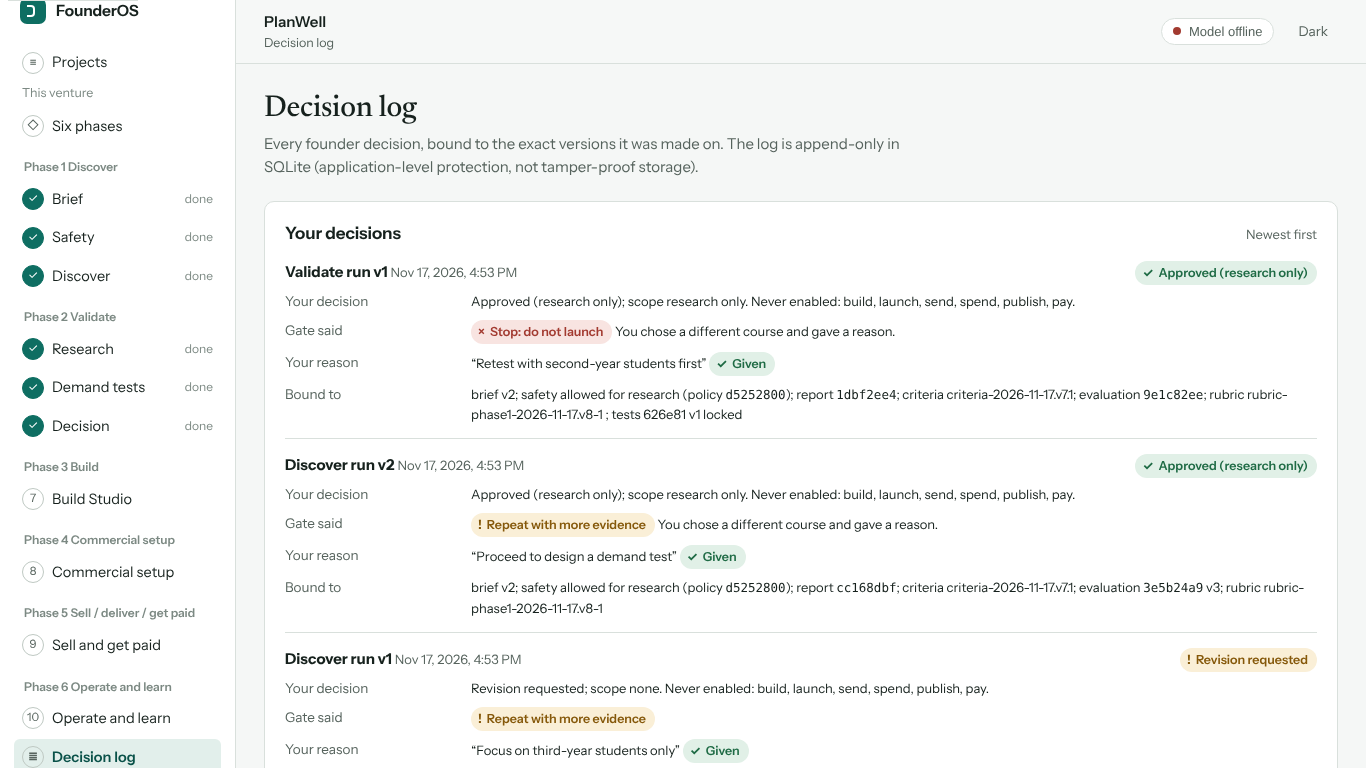 FounderOS
Projects
This venture
Six phases
Phase 1 Discover
Brief done
Safety done
Discover done
Phase 2 Validate
Research done
Demand tests done
Decision done
Phase 3 Build
7 Build Studio
Phase 4 Commercial setup
8 Commercial setup
Phase 5 Sell / deliver / get paid
9 Sell and get paid
Phase 6 Operate and learn
10 Operate and learn
Decision log
PlanWell
Decision log
Model offline
Dark
Decision log
Every founder decision, bound to the exact versions it was made on. The log is append-only in
SQLite (application-level protection, not tamper-proof storage).
Your decisions
Newest first
Validate run v1 Nov 17, 2026, 4:53 PM
✓ Approved (research only)
Your decision Approved (research only); scope research only. Never enabled: build, launch, send, spend, publish, pay.
Gate said × Stop: do not launch You chose a different course and gave a reason.
Your reason “Retest with second-year students first” ✓ Given
Bound to brief v2; safety allowed for research (policy d5252800); report 1dbf2ee4; criteria criteria-2026-11-17.v7.1; evaluation 9e1c82ee; rubric rubric-
phase1-2026-11-17.v8-1 ; tests 626e81 v1 locked
Discover run v2 Nov 17, 2026, 4:53 PM
✓ Approved (research only)
Your decision Approved (research only); scope research only. Never enabled: build, launch, send, spend, publish, pay.
Gate said ! Repeat with more evidence You chose a different course and gave a reason.
Your reason “Proceed to design a demand test” ✓ Given
Bound to brief v2; safety allowed for research (policy d5252800); report cc168dbf; criteria criteria-2026-11-17.v7.1; evaluation 3e5b24a9 v3; rubric rubric-
phase1-2026-11-17.v8-1
Discover run v1 Nov 17, 2026, 4:53 PM
! Revision requested
Your decision Revision requested; scope none. Never enabled: build, launch, send, spend, publish, pay.
Gate said ! Repeat with more evidence
Your reason “Focus on third-year students only” ✓ Given